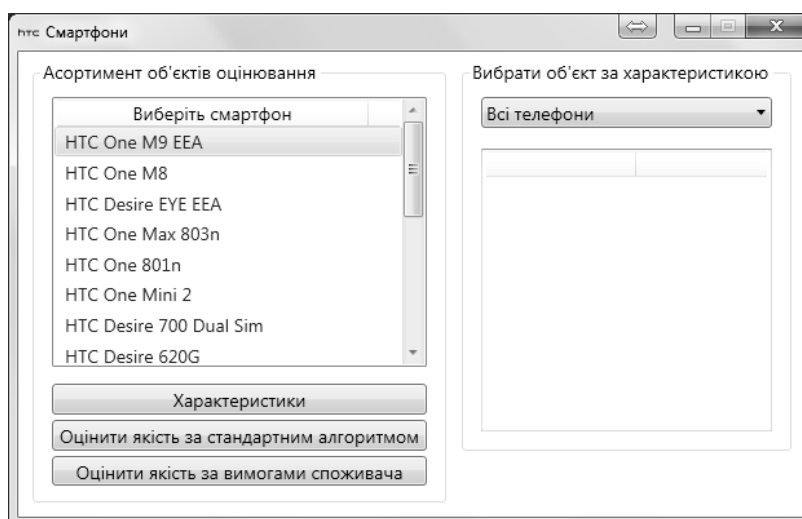 hTC Смартфони
Асортимент об'єктів оцінювання
Виберіть смартфон
HTC One M9 EEA
HTC One M8
HTC Desire EYE EEA
HTC One Max 803n
HTC One 801n
HTC One Mini 2
HTC Desire 700 Dual Sim
HTC Desire 620G
Характеристики
Оцінити якість за стандартним алгоритмом
Оцінити якість за вимогами споживача
Вибрати об'єкт за характеристикою
Всі телефони